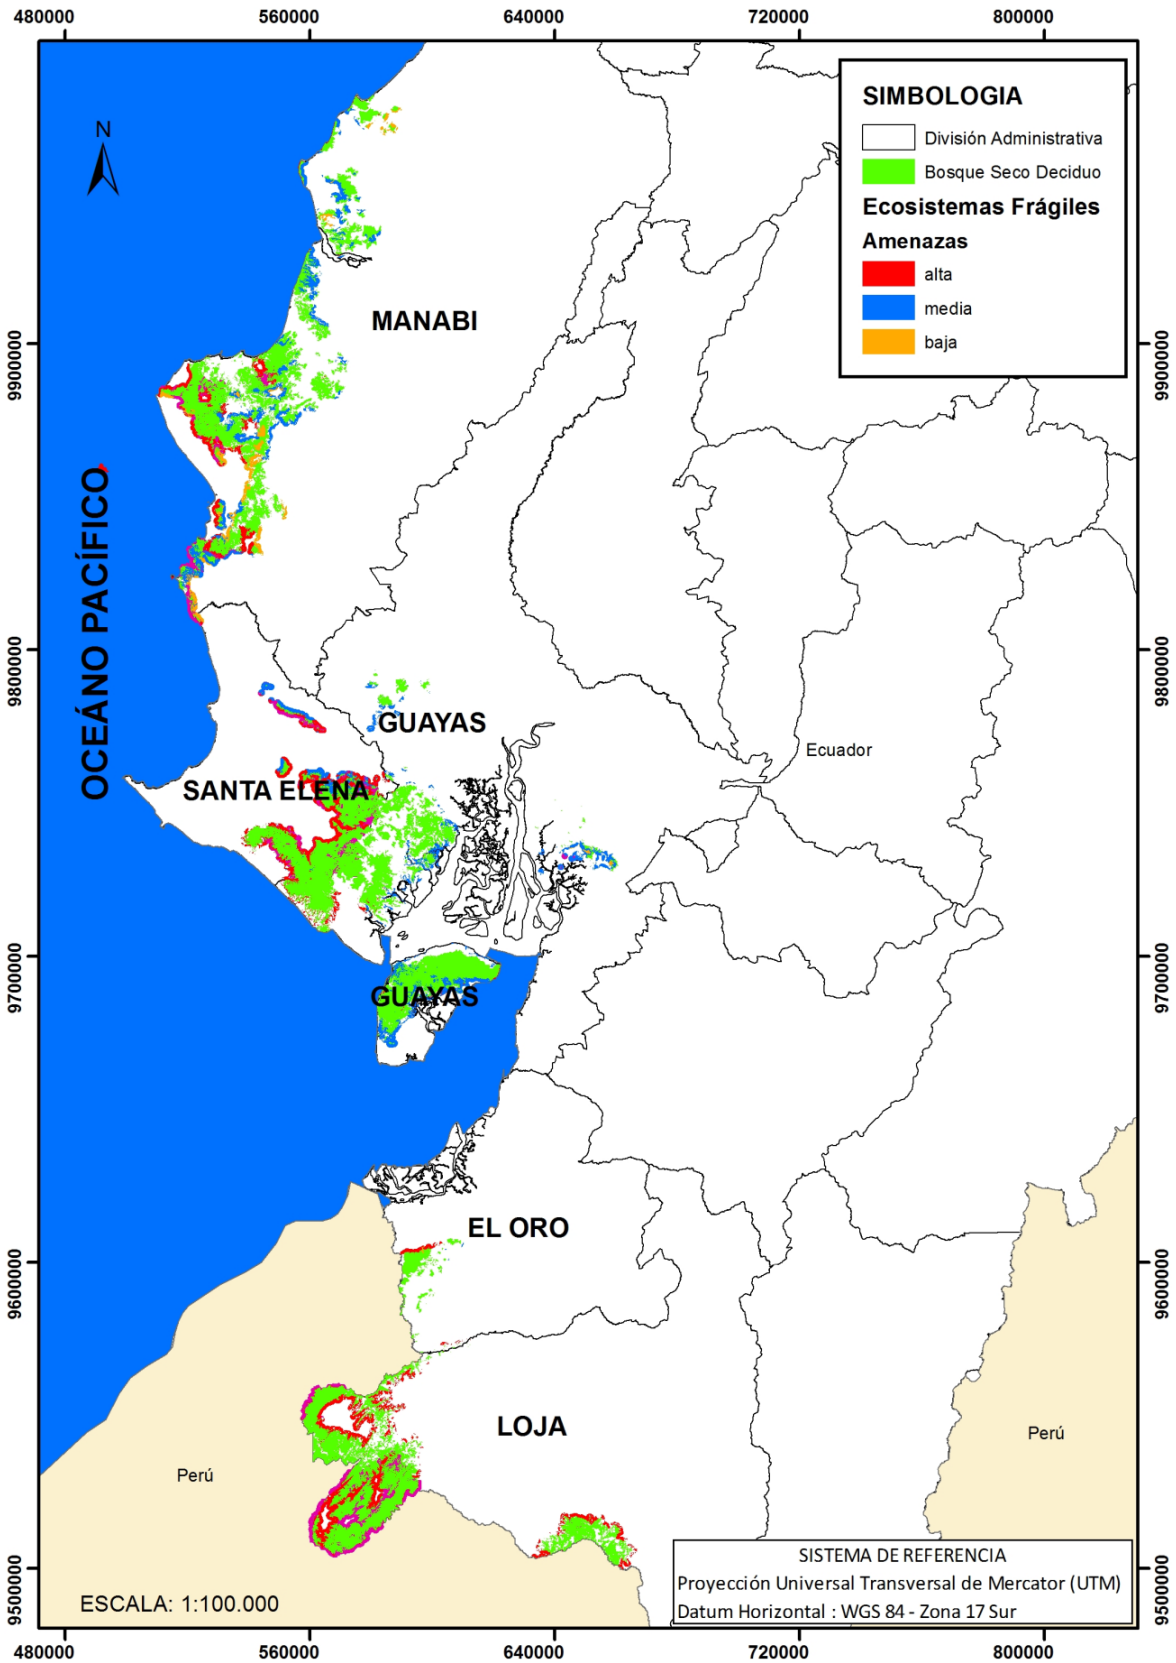 480000 560000 640000 720000 800000
SIMBOLOGIA
División Administrativa
Bosque Seco Deciduo
Ecosistemas Frágiles
Amenazas
alta
media
baja
N
MANABI
9900000 9900000
OCEÁNO PACÍFICO
9800000 9800000
GUAYAS
Ecuador
SANTA ELENA
9700000 9700000
GUAYAS
EL ORO
9600000 9600000
LOJA
Perú
Perú
SISTEMA DE REFERENCIA
Proyección Universal Transversal de Mercator (UTM)
Datum Horizontal : WGS 84 - Zona 17 Sur
ESCALA: 1:100.000
9500000 9500000
480000 560000 640000 720000 800000